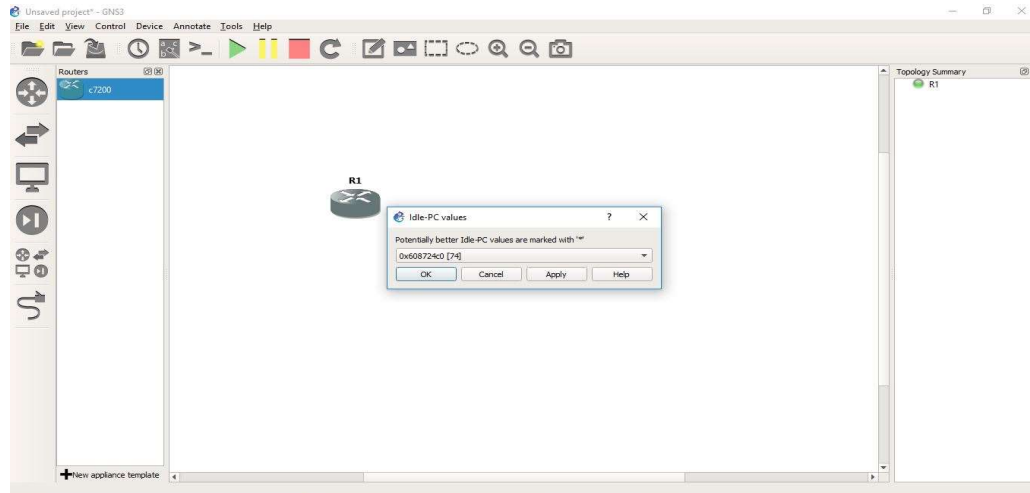 Unsaved project* - GNS3
File Edit View Control Device Annotate Tools Help
Routers
c7200
Topology Summary
R1
R1
Idle-PC values
Potentially better Idle-PC values are marked with '*'
0x608724c0 [74]
OK Cancel Apply Help
New appliance template